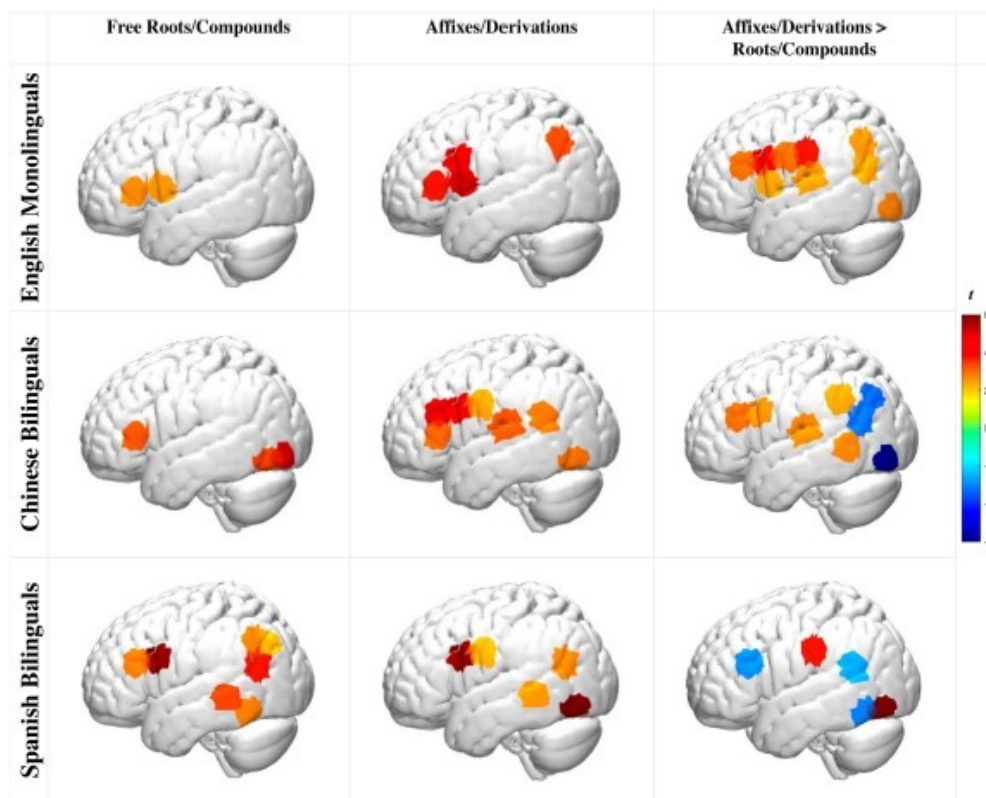 Free Roots/Compounds
Affixes/Derivations
Affixes/Derivations >
Roots/Compounds
English Monolinguals
Chinese Bilinguals
Spanish Bilinguals
t